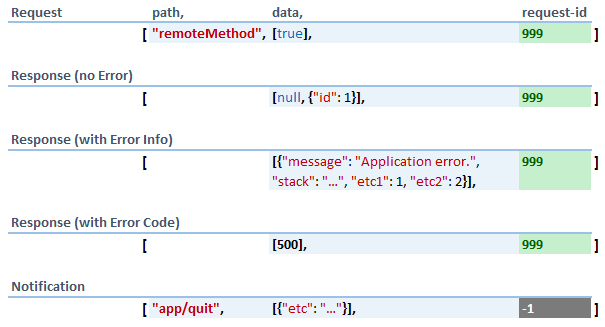 Request path, data, request-id
[ "remoteMethod", [true], 999 ]
Response (no Error)
[ [null, {"id": 1}], 999 ]
Response (with Error Info)
[ [{"message": "Application error.", 999 ]
"stack": "...", "etc1": 1, "etc2": 2}],
Response (with Error Code)
[ [500], 999 ]
Notification
[ "app/quit", [{"etc": "..."}], -1 ]